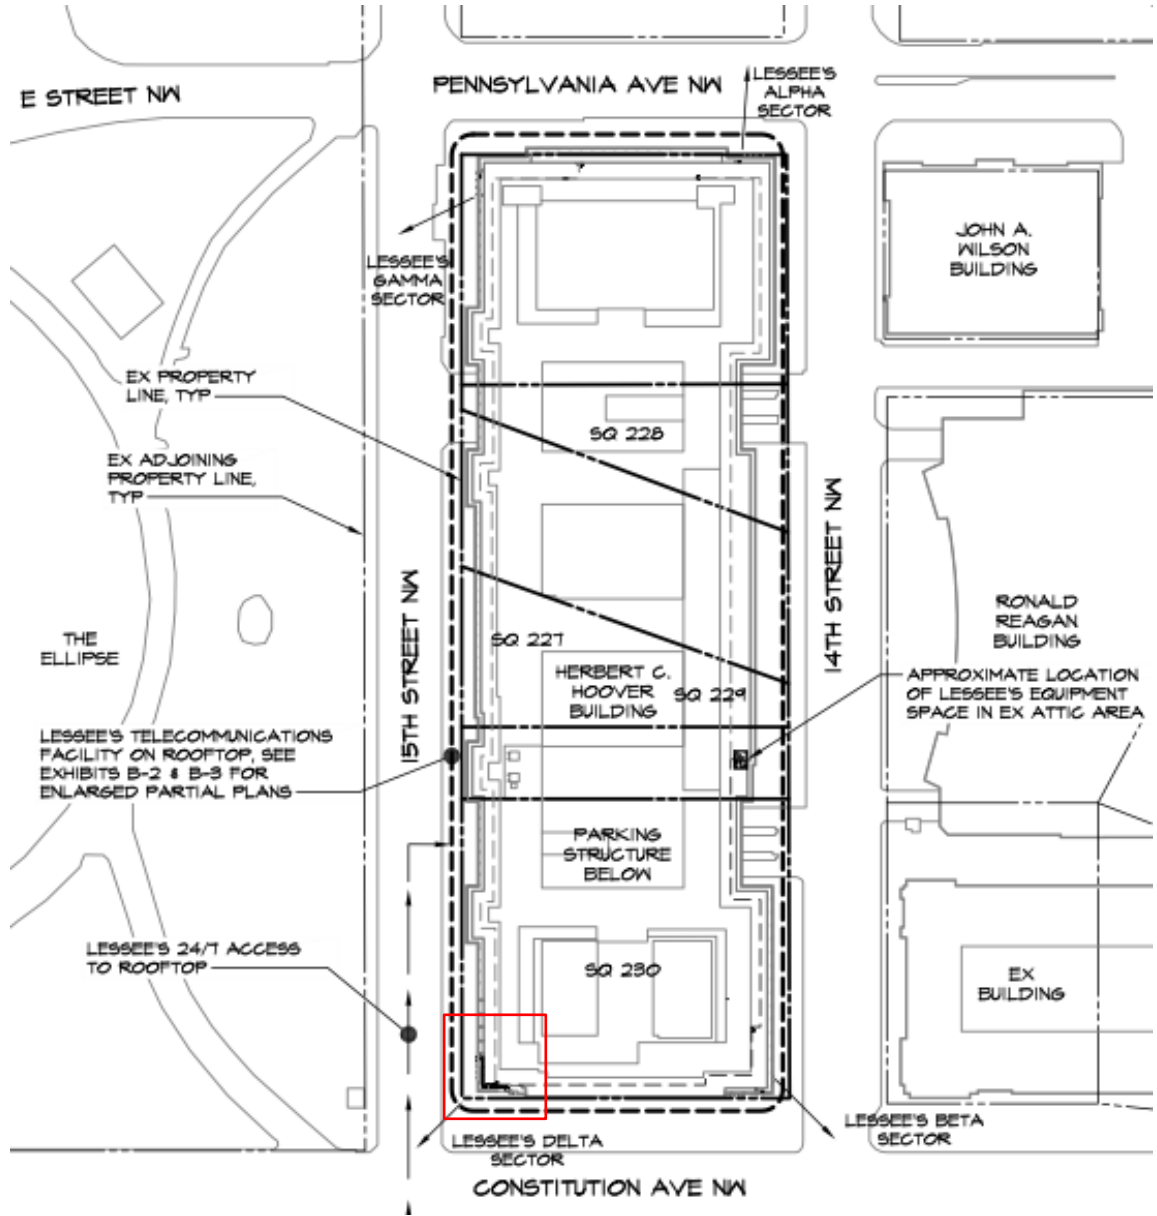 E STREET NW
PENNSYLVANIA AVE NW
LESSEE'S
ALPHA
SECTOR
JOHN A.
WILSON
BUILDING
LESSEE'S
GAMMA
SECTOR
EX PROPERTY
LINE, TYP
SQ 228
EX ADJOINING
PROPERTY LINE,
TYP
15TH STREET NW
14TH STREET NW
THE
ELLIPSE
SQ 227
RONALD
REAGAN
BUILDING
HERBERT C.
HOOVER
BUILDING
SQ 229
APPROXIMATE LOCATION
OF LESSEE'S EQUIPMENT
SPACE IN EX ATTIC AREA
LESSEE'S TELECOMMUNICATIONS
FACILITY ON ROOFTOP, SEE
EXHIBITS B-2 & B-3 FOR
ENLARGED PARTIAL PLANS
PARKING
STRUCTURE
BELOW
LESSEE'S 24/7 ACCESS
TO ROOFTOP
SQ 230
EX
BUILDING
LESSEE'S DELTA
SECTOR
LESSEE'S BETA
SECTOR
CONSTITUTION AVE NW